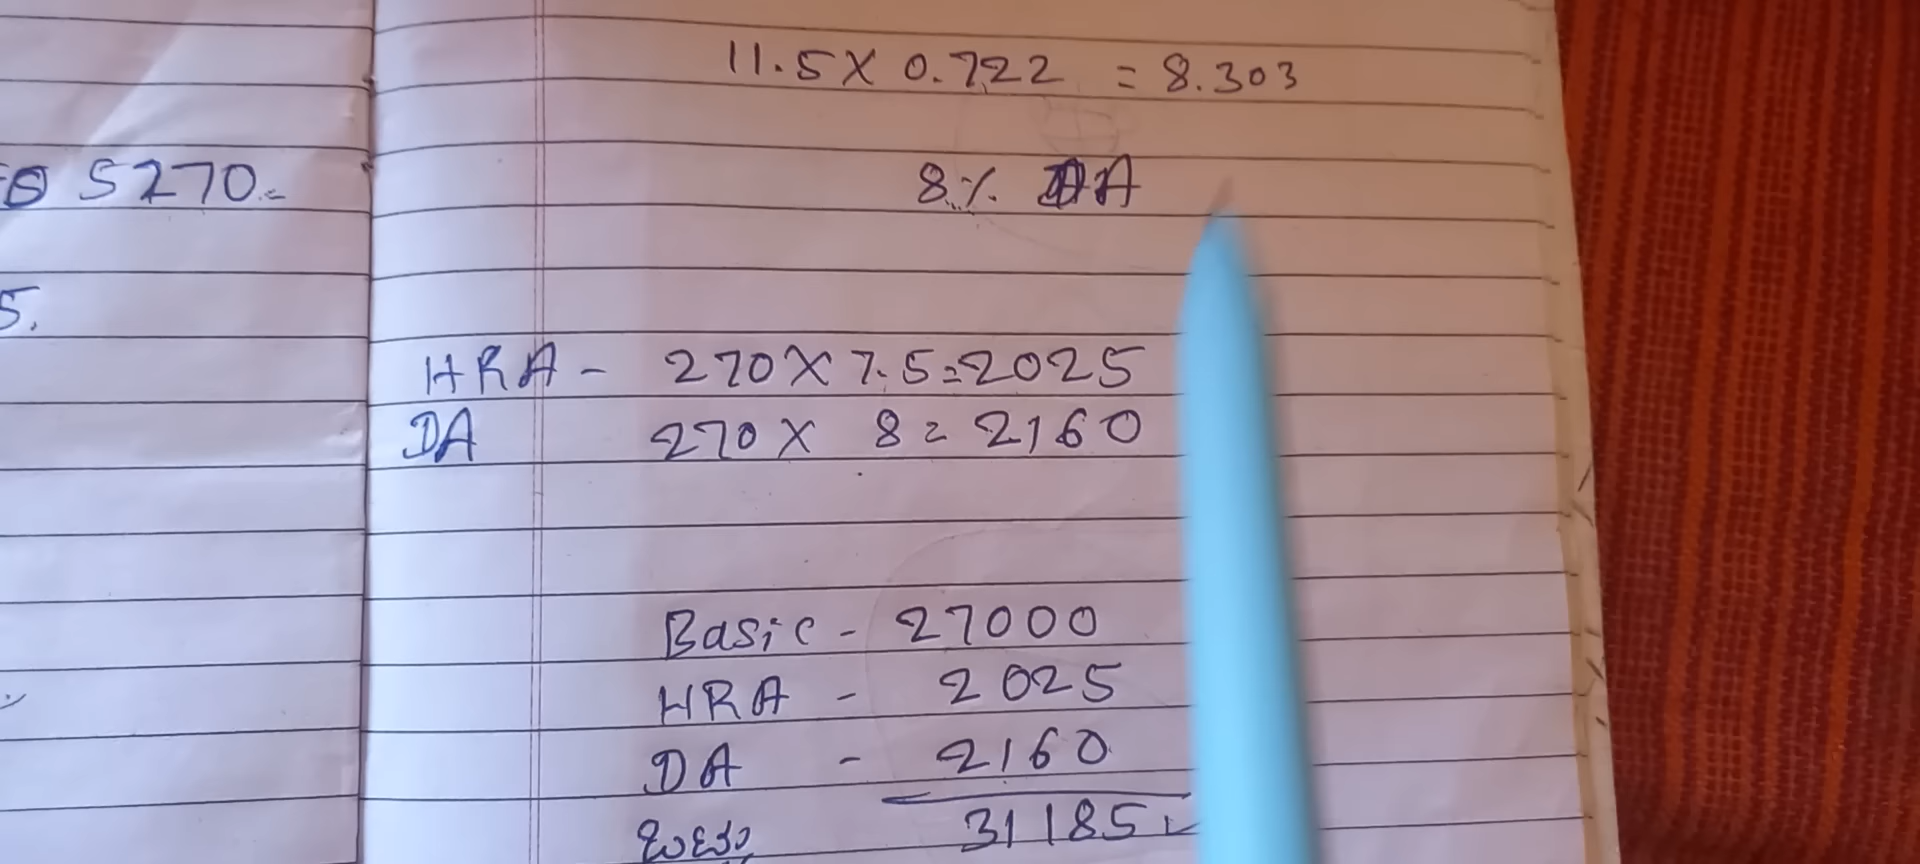 5270=
5.
11.5 X 0.722 = 8.303
8% DA
HRA - 270 X 7.5=2025
DA 270 X 8 = 2160
Basic - 27000
HRA - 2025
DA - 2160
31185